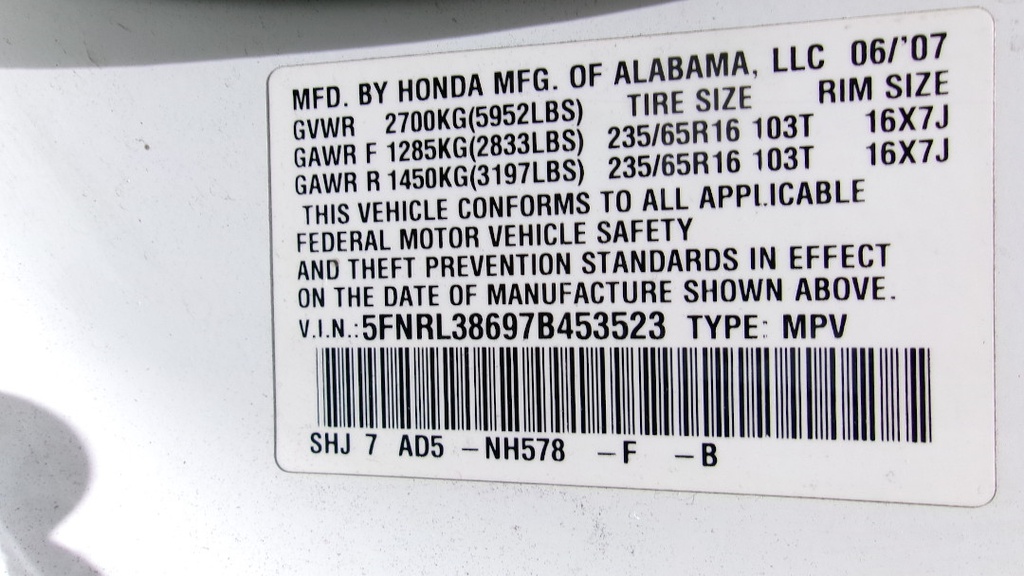 MFD. BY HONDA MFG. OF ALABAMA, LLC 06/'07
GVWR 2700KG(5952LBS) TIRE SIZE RIM SIZE
GAWR F 1285KG(2833LBS) 235/65R16 103T 16X7J
GAWR R 1450KG(3197LBS) 235/65R16 103T 16X7J
THIS VEHICLE CONFORMS TO ALL APPLICABLE
FEDERAL MOTOR VEHICLE SAFETY
AND THEFT PREVENTION STANDARDS IN EFFECT
ON THE DATE OF MANUFACTURE SHOWN ABOVE.
V.I.N.:5FNRL38697B453523 TYPE: MPV
SHJ 7 AD5 -NH578 -F -B